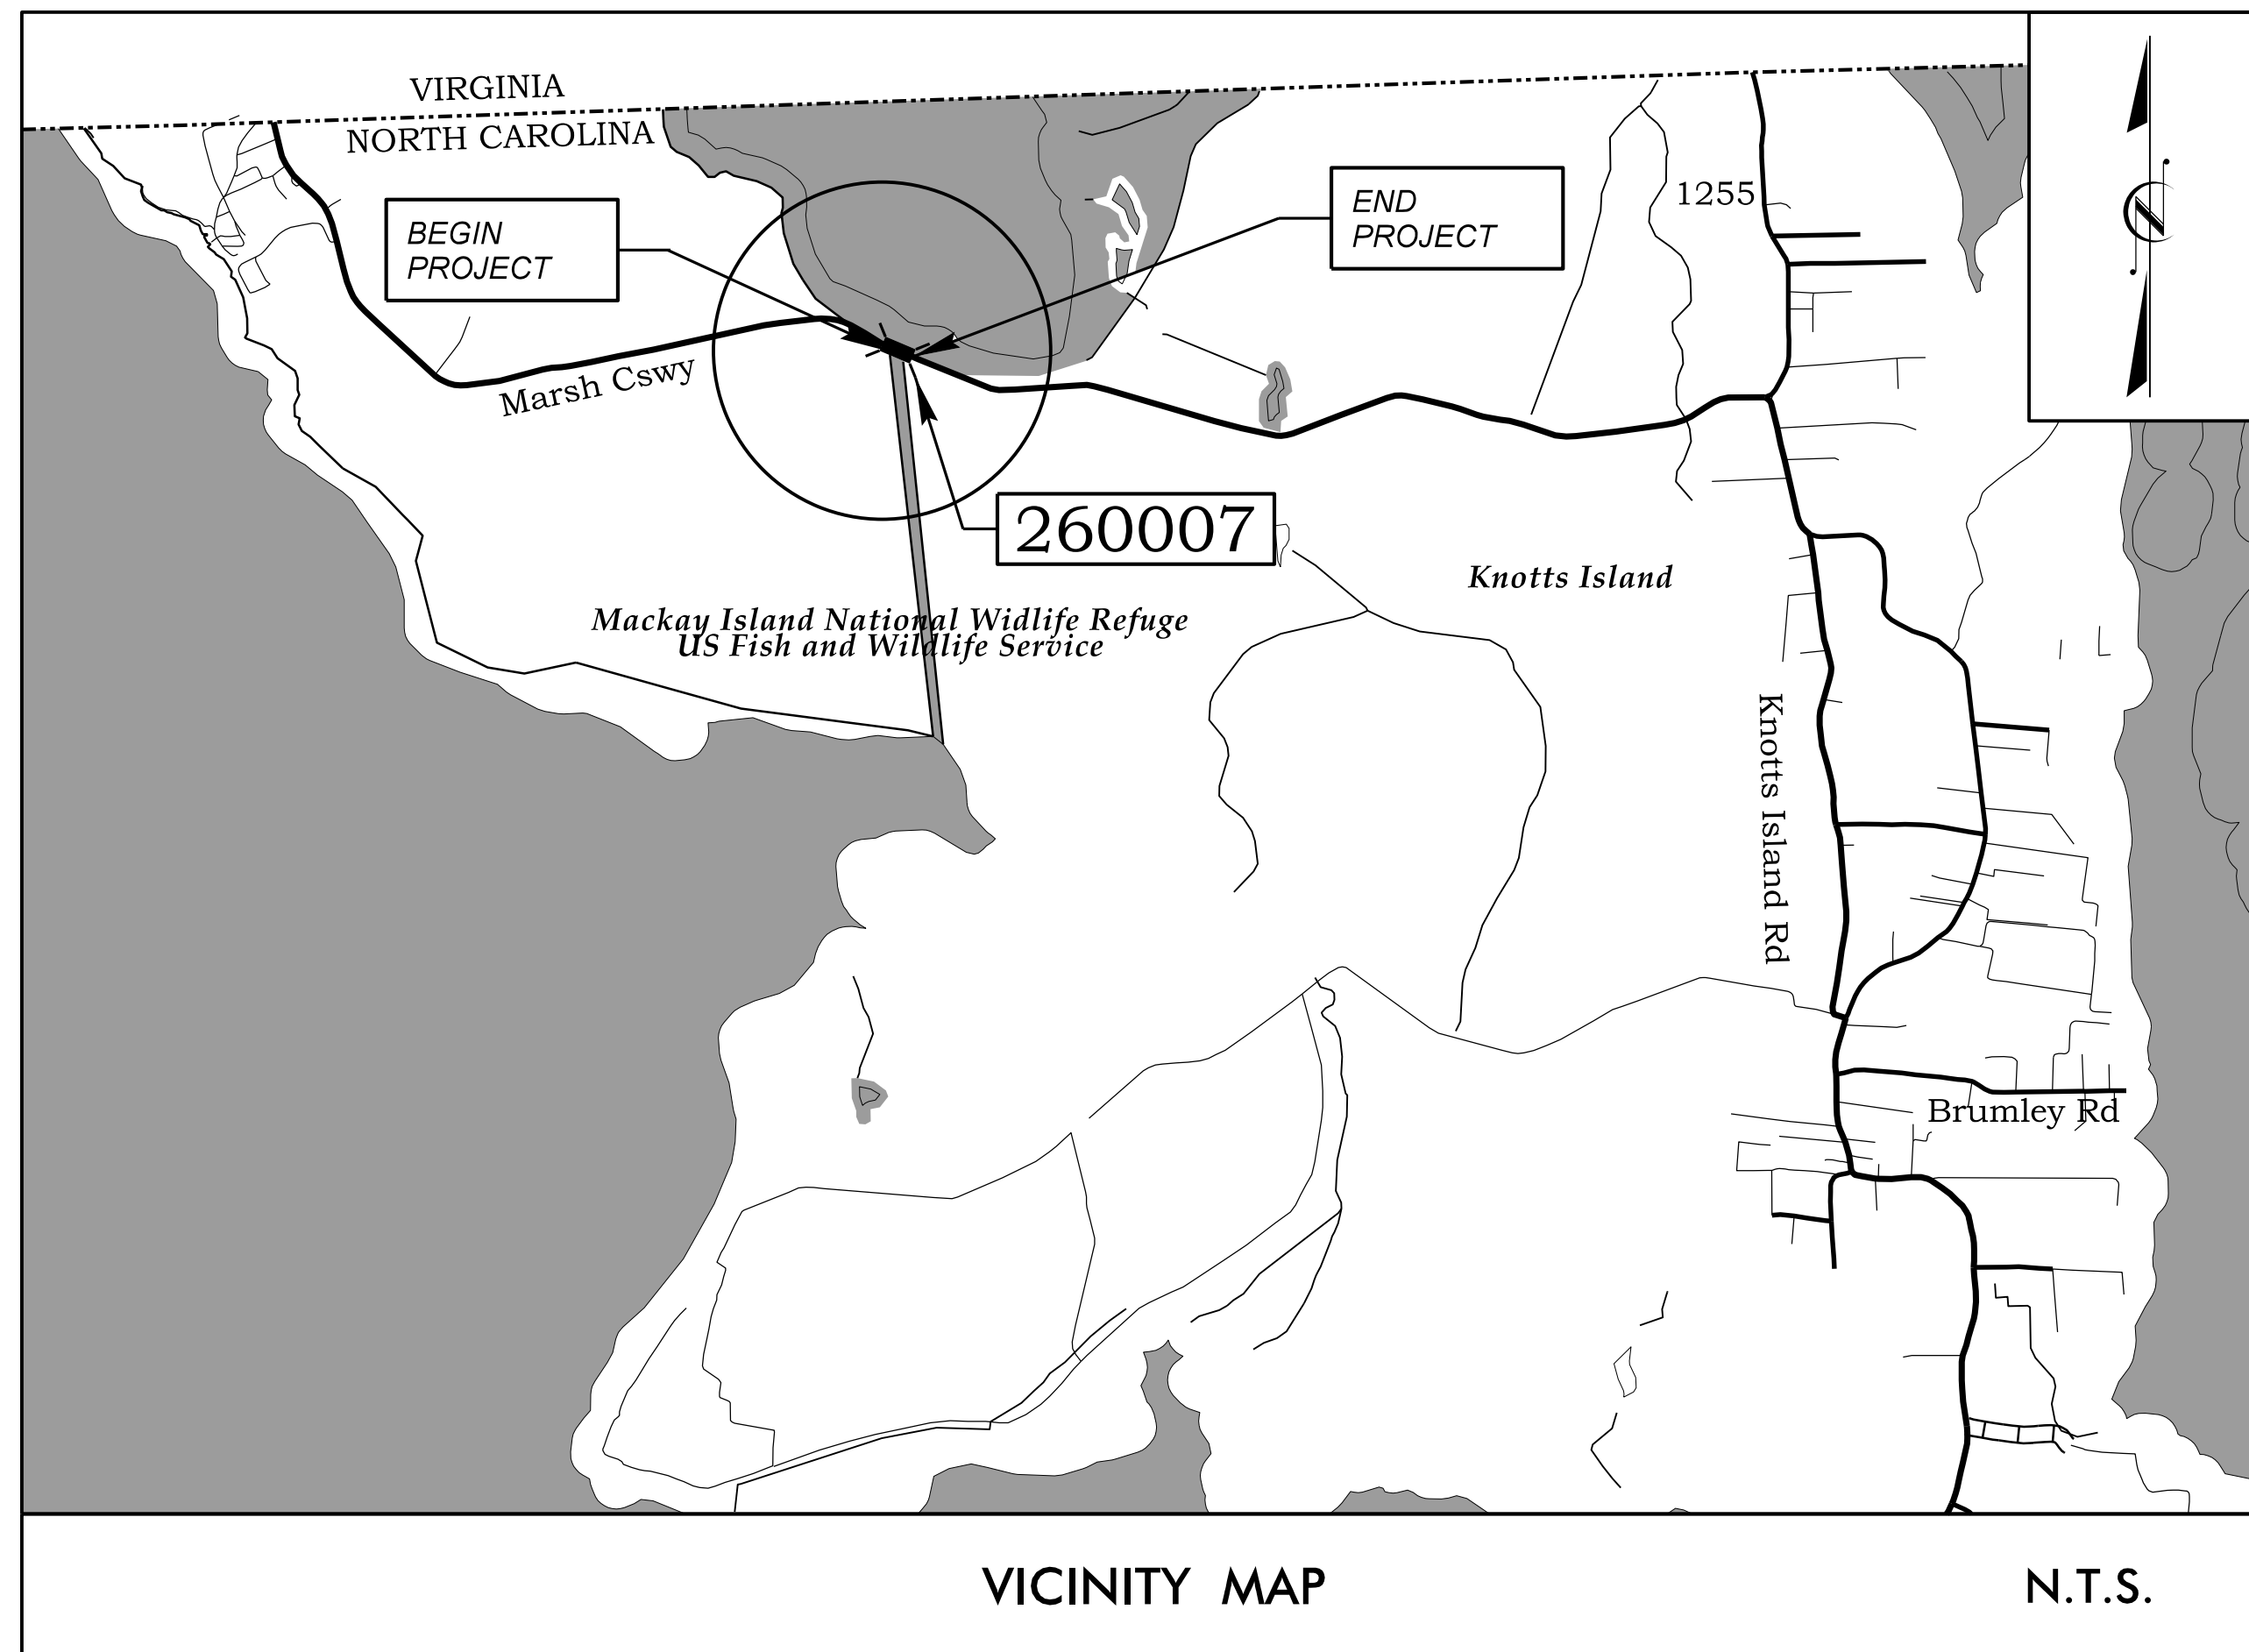 VIRGINIA
NORTH CAROLINA
BEGIN
PROJECT
END
PROJECT
1255
N
Marsh Cswy
260007
Knotts Island
Mackay Island National Widlife Refuge
US Fish and Wildlife Service
Knotts Island Rd
Brumley Rd
VICINITY MAP
N.T.S.